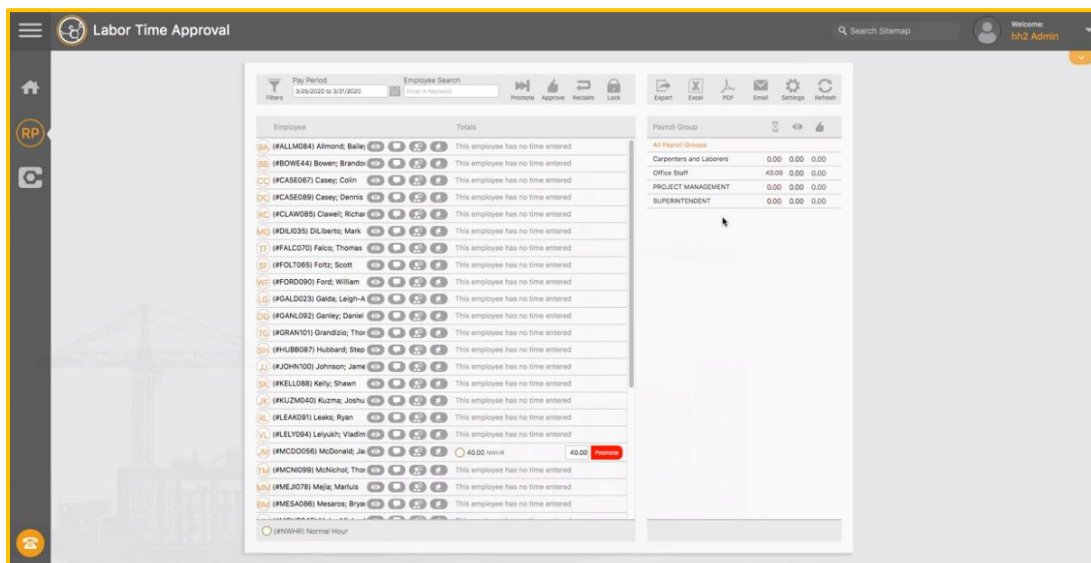 Labor Time Approval
Search Sitemap
Welcome:
hh2 Admin
RP
Pay Period
Employee Search
3/25/2020 to 3/31/2020
Enter A Keyword
Filters
Promote Approve Reclaim Lock
Export Excel PDF Email Settings Refresh
Employee Totals
BA (#ALLM084) Allmond; Bailey This employee has no time entered
BB (#BOWE44) Bowen; Brandon This employee has no time entered
CC (#CASE067) Casey; Colin This employee has no time entered
DC (#CASE089) Casey; Dennis This employee has no time entered
RC (#CLAW085) Clawell; Richar This employee has no time entered
MD (#DILI035) DiLiberto; Mark This employee has no time entered
TF (#FALC070) Falco; Thomas This employee has no time entered
SF (#FOLT065) Foltz; Scott This employee has no time entered
WF (#FORD090) Ford; William This employee has no time entered
LG (#GALD023) Galda; Leigh-A This employee has no time entered
DG (#GANL092) Ganley; Daniel This employee has no time entered
TG (#GRAN101) Grandizio; Thor This employee has no time entered
SH (#HUBB087) Hubbard; Step This employee has no time entered
JJ (#JOHN100) Johnson; Jame This employee has no time entered
SK (#KELL088) Kelly; Shawn This employee has no time entered
JK (#KUZM040) Kuzma; Joshu This employee has no time entered
RL (#LEAK091) Leaks; Ryan This employee has no time entered
VL (#LELY094) Lelyukh; Vladim This employee has no time entered
JM (#MCDO056) McDonald; Ja 40.00 NWHR 40.00 Promote
TM (#MCNI099) McNichol; Thor This employee has no time entered
MM (#MEJI078) Mejia; Marluis This employee has no time entered
BM (#MESA086) Mesaros; Brya This employee has no time entered
(#NWHR) Normal Hour
Payroll Group
All Payroll Groups
Carpenters and Laborers 0.00 0.00 0.00
Office Staff 40.00 0.00 0.00
PROJECT MANAGEMENT 0.00 0.00 0.00
SUPERINTENDENT 0.00 0.00 0.00